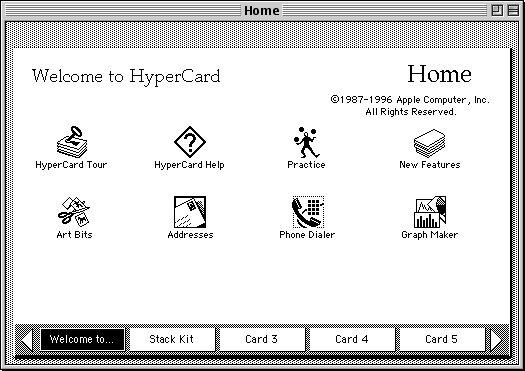 Home
Welcome to HyperCard
Home
©1987-1996 Apple Computer, Inc.
All Rights Reserved.
HyperCard Tour
HyperCard Help
Practice
New Features
Art Bits
Addresses
Phone Dialer
Graph Maker
Welcome to...
Stack Kit
Card 3
Card 4
Card 5